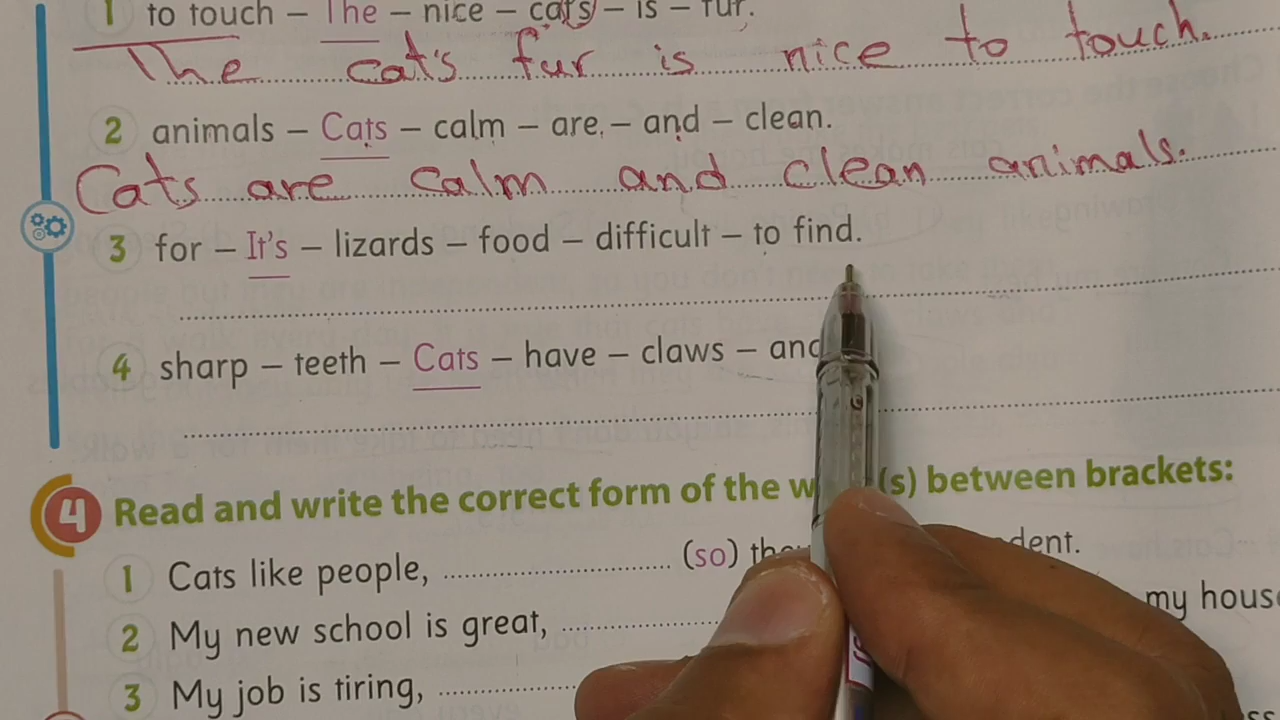 1 to touch – The – nice – cats – is – fur.
The cat's fur is nice to touch.
2 animals – Cats – calm – are – and – clean.
Cats are calm and clean animals.
3 for – It's – lizards – food – difficult – to find.
4 sharp – teeth – Cats – have – claws – and
4 Read and write the correct form of the w (s) between brackets:
1 Cats like people, (so) dent.
2 My new school is great, my house
3 My job is tiring,